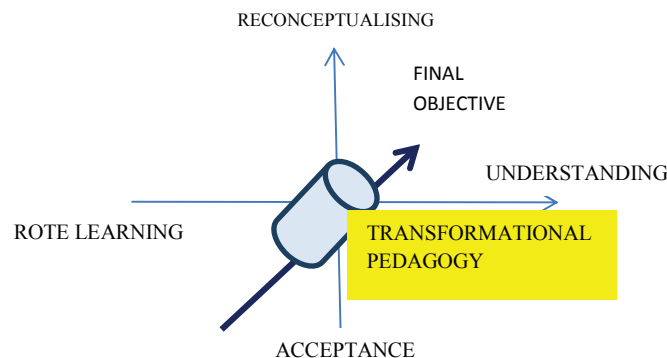 RECONCEPTUALISING
FINAL
OBJECTIVE
UNDERSTANDING
ROTE LEARNING
TRANSFORMATIONAL
PEDAGOGY
ACCEPTANCE